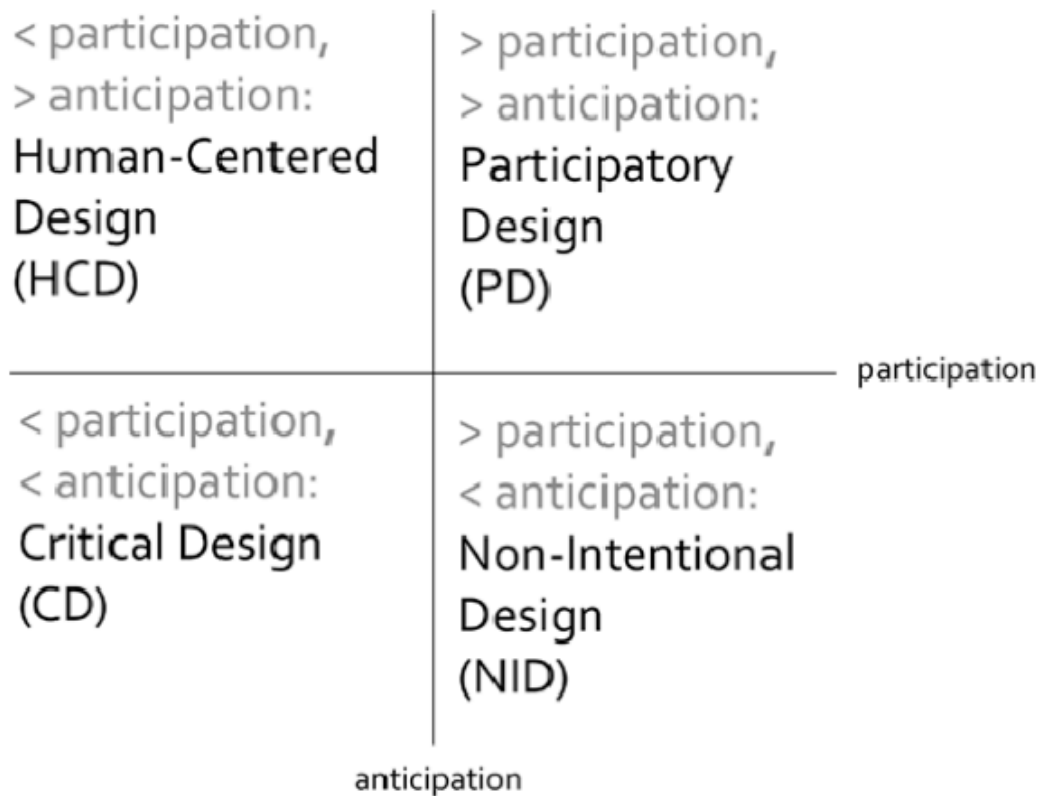 < participation,
> anticipation:
Human-Centered
Design
(HCD)
> participation,
> anticipation:
Participatory
Design
(PD)
participation
< participation,
< anticipation:
Critical Design
(CD)
> participation,
< anticipation:
Non-Intentional
Design
(NID)
anticipation